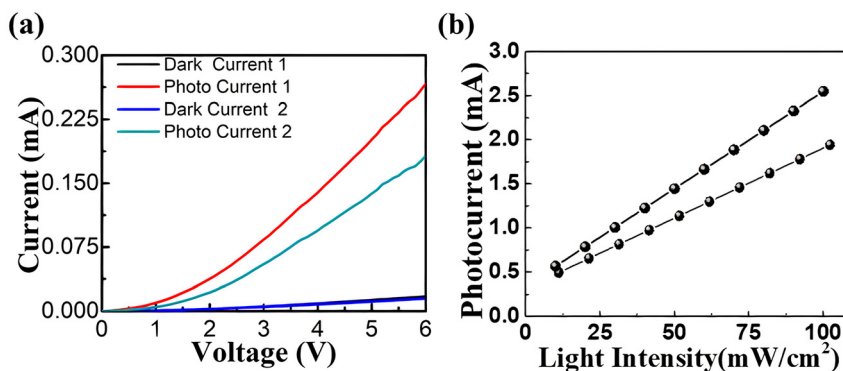 (a)
0.300
0.225
0.150
0.075
0.000
Current (mA)
Dark Current 1
Photo Current 1
Dark Current 2
Photo Current 2
0 1 2 3 4 5 6
Voltage (V)
(b)
3.0
2.5
2.0
1.5
1.0
0.5
0.0
Photocurrent (mA)
25 50 75 100
Light Intensity(mW/cm²)